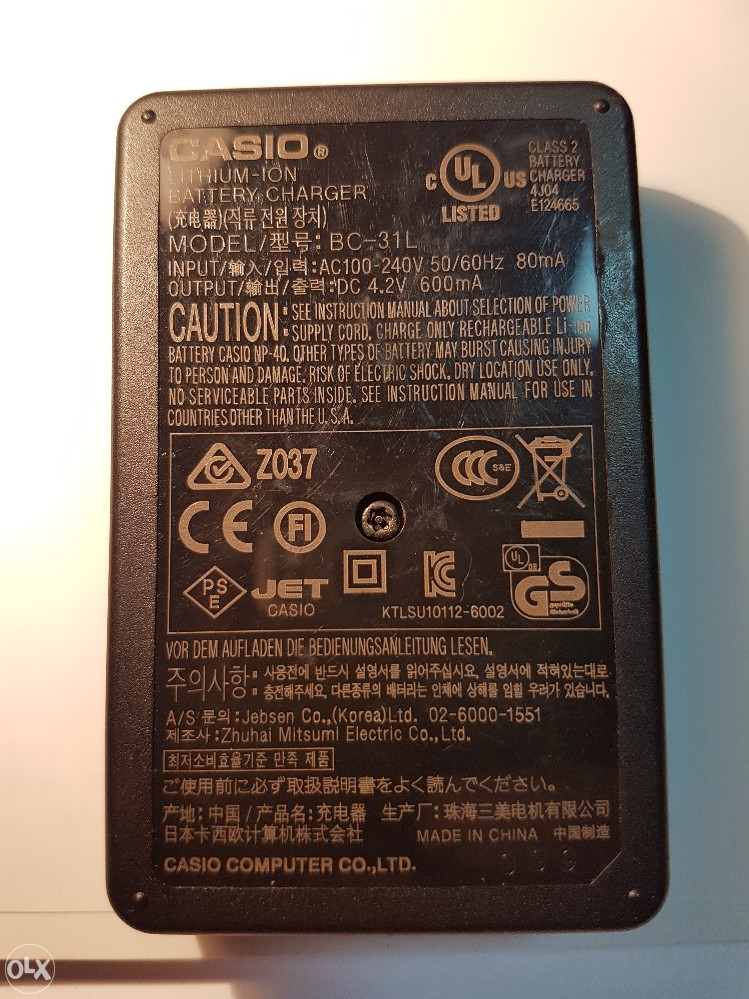 CASIO®
LITHIUM-ION
BATTERY CHARGER
(充电器)(직류 전원 장치)
MODEL/型号: BC-31L
INPUT/輸入/입력:AC100-240V 50/60Hz 80mA
OUTPUT/輸出/출력:DC 4.2V 600mA
C UL US
LISTED
CLASS 2
BATTERY
CHARGER
4J04
E124665
CAUTION: SEE INSTRUCTION MANUAL ABOUT SELECTION OF POWER
SUPPLY CORD. CHARGE ONLY RECHARGEABLE Li-ion
BATTERY CASIO NP-40. OTHER TYPES OF BATTERY MAY BURST CAUSING INJURY
TO PERSON AND DAMAGE. RISK OF ELECTRIC SHOCK. DRY LOCATION USE ONLY.
NO SERVICEABLE PARTS INSIDE. SEE INSTRUCTION MANUAL FOR USE IN
COUNTRIES OTHER THAN THE U.S.A.
Z037
CCC S&E
CE FI
PS
E
JET
CASIO
KTLSU10112-6002
UL
GS
geprüfte
Sicherheit
VOR DEM AUFLADEN DIE BEDIENUNGSANLEITUNG LESEN.
주의사항: 사용전에 반드시 설명서를 읽어주십시요. 설명서에 적혀있는대로
충전해주세요. 다른종류의 배터리는 인체에 상해를 입힐 우려가 있습니다.
A/S 문의:Jebsen Co.,(Korea)Ltd. 02-6000-1551
제조사:Zhuhai Mitsumi Electric Co.,Ltd.
최저소비효율기준 만족 제품
ご使用前に必ず取扱説明書をよく読んでください。
产地:中国/产品名:充电器 生产厂:珠海三美电机有限公司
日本卡西欧计算机株式会社 MADE IN CHINA 中国制造
CASIO COMPUTER CO.,LTD.
OLX